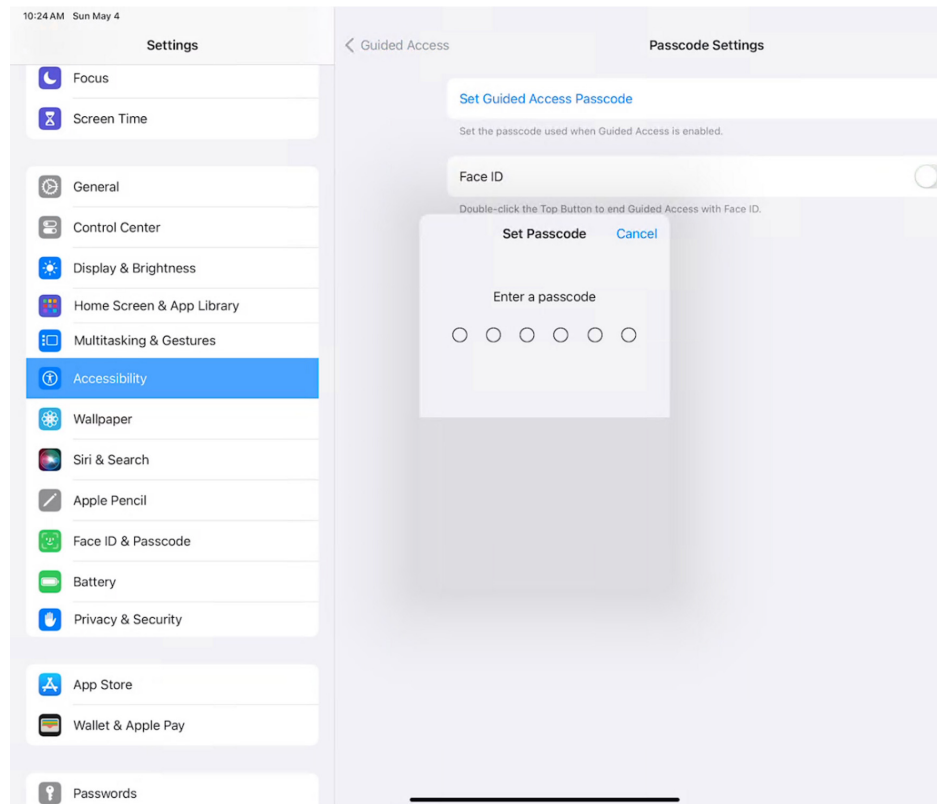 10:24 AM Sun May 4
Settings
Focus
Screen Time
General
Control Center
Display & Brightness
Home Screen & App Library
Multitasking & Gestures
Accessibility
Wallpaper
Siri & Search
Apple Pencil
Face ID & Passcode
Battery
Privacy & Security
App Store
Wallet & Apple Pay
Passwords
Guided Access
Passcode Settings
Set Guided Access Passcode
Set the passcode used when Guided Access is enabled.
Face ID
Double-click the Top Button to end Guided Access with Face ID.
Set Passcode
Cancel
Enter a passcode